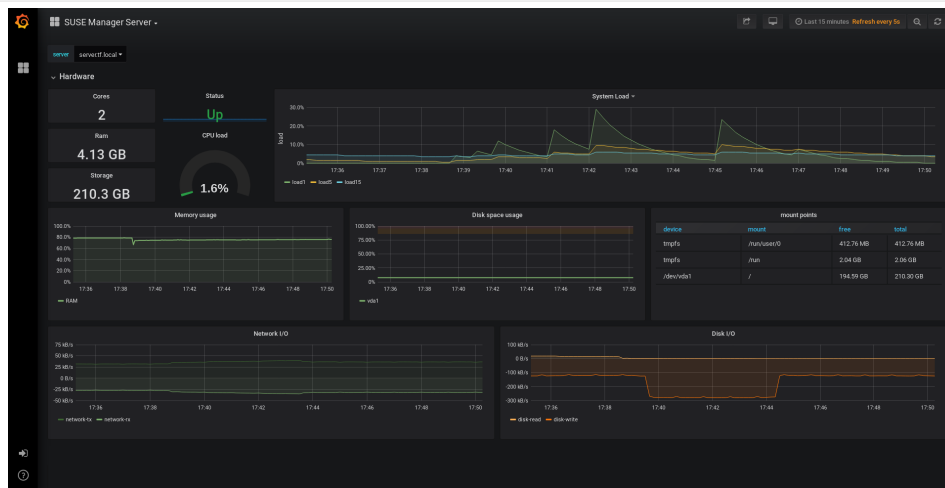 SUSE Manager Server
Last 15 minutes Refresh every 5s
server server.tf.local
Hardware
Cores
2
Status
Up
System Load
load
30.0%
20.0%
10.0%
0%
17:36 17:37 17:38 17:39 17:40 17:41 17:42 17:43 17:44 17:45 17:46 17:47 17:48 17:49 17:50
load1 load5 load15
Ram
4.13 GB
CPU load
1.6%
Storage
210.3 GB
Memory usage
100.0%
80.0%
60.0%
40.0%
20.0%
0%
17:36 17:38 17:40 17:42 17:44 17:46 17:48 17:50
RAM
Disk space usage
100.00%
75.00%
50.00%
25.00%
0%
17:36 17:38 17:40 17:42 17:44 17:46 17:48 17:50
vda1
mount points
device mount free total
tmpfs /run/user/0 412.76 MB 412.76 MB
tmpfs /run 2.04 GB 2.06 GB
/dev/vda1 / 194.59 GB 210.30 GB
Network I/O
75 kB/s
50 kB/s
25 kB/s
0 B/s
-25 kB/s
-50 kB/s
17:36 17:38 17:40 17:42 17:44 17:46 17:48 17:50
network-tx network-rx
Disk I/O
100 kB/s
0 B/s
-100 kB/s
-200 kB/s
-300 kB/s
17:36 17:38 17:40 17:42 17:44 17:46 17:48 17:50
disk-read disk-write